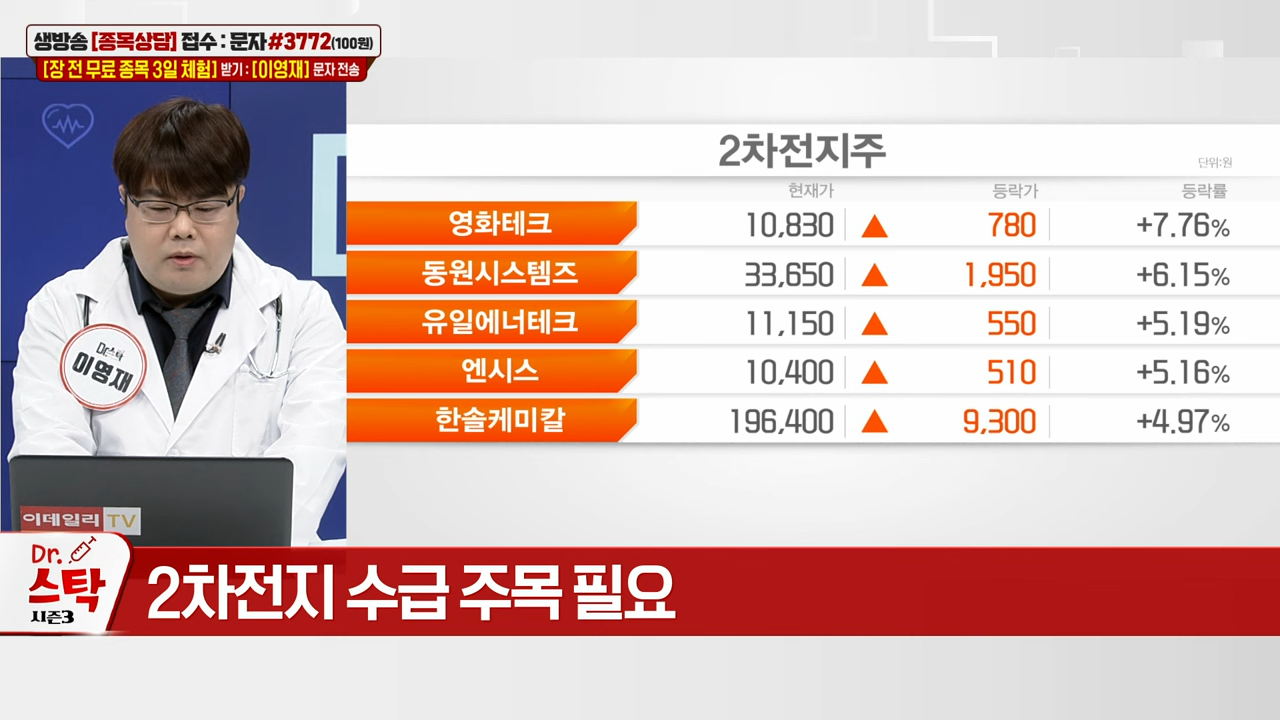 생방송 [종목상담] 접수 : 문자#3772(100원)
[장 전 무료 종목 3일 체험] 받기 : [이영재] 문자 전송
2차전지주
단위:원
현재가 등락가 등락률
영화테크 10,830 ▲ 780 +7.76%
동원시스템즈 33,650 ▲ 1,950 +6.15%
유일에너테크 11,150 ▲ 550 +5.19%
엔시스 10,400 ▲ 510 +5.16%
한솔케미칼 196,400 ▲ 9,300 +4.97%
Dr.스탁
이영재
이데일리 TV
Dr.
스탁
시즌3
2차전지 수급 주목 필요